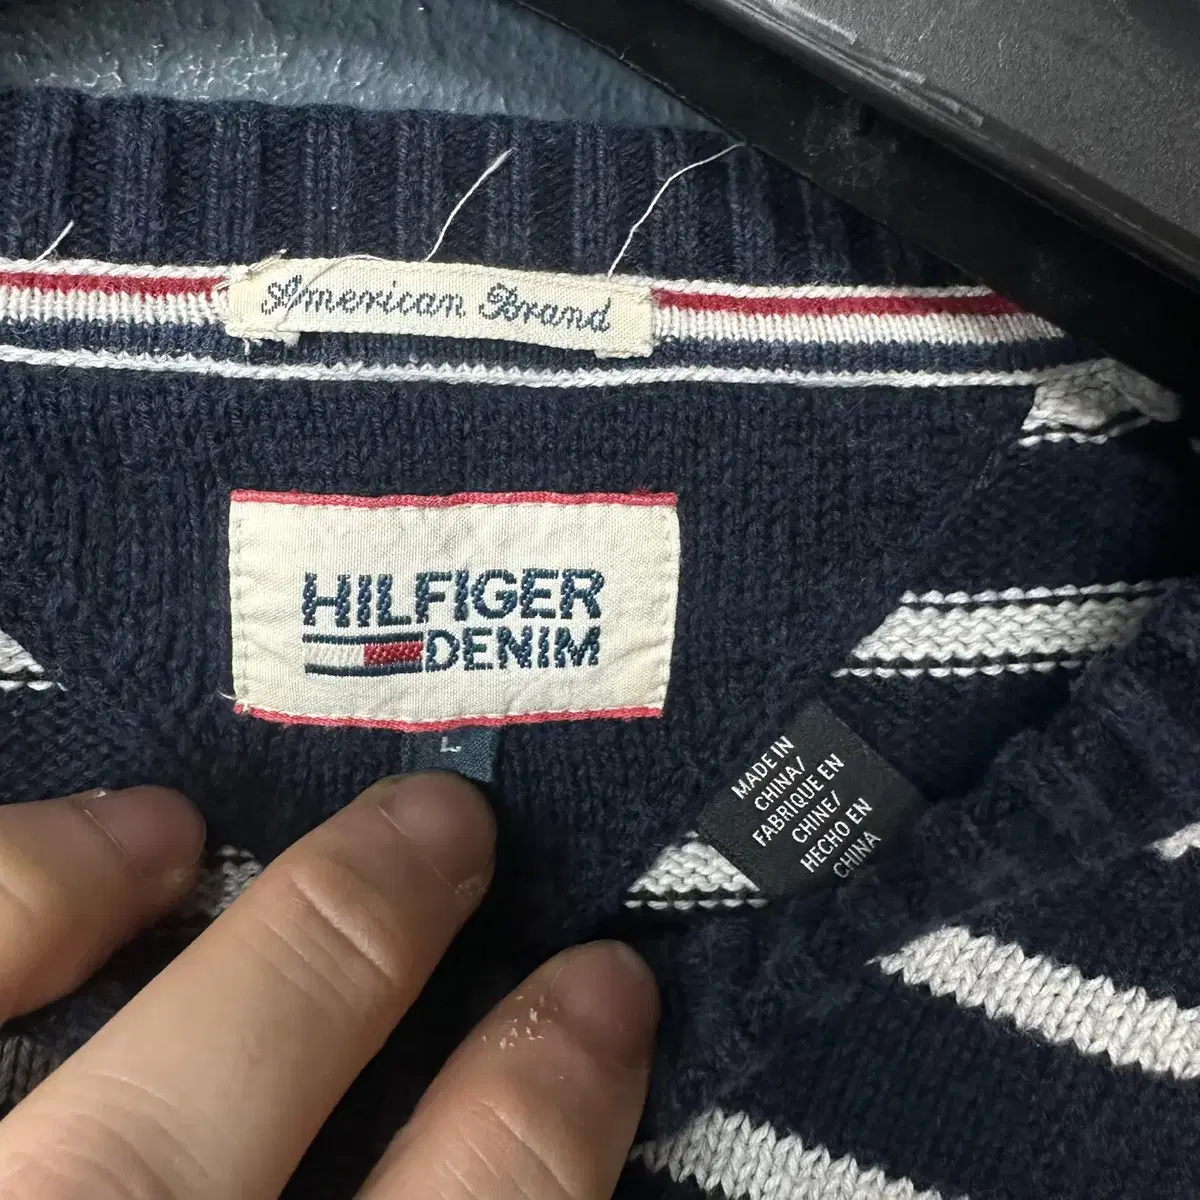 American Brand
HILFIGER
DENIM
L
MADE IN
CHINA/
FABRIQUE EN
CHINE/
HECHO EN
CHINA